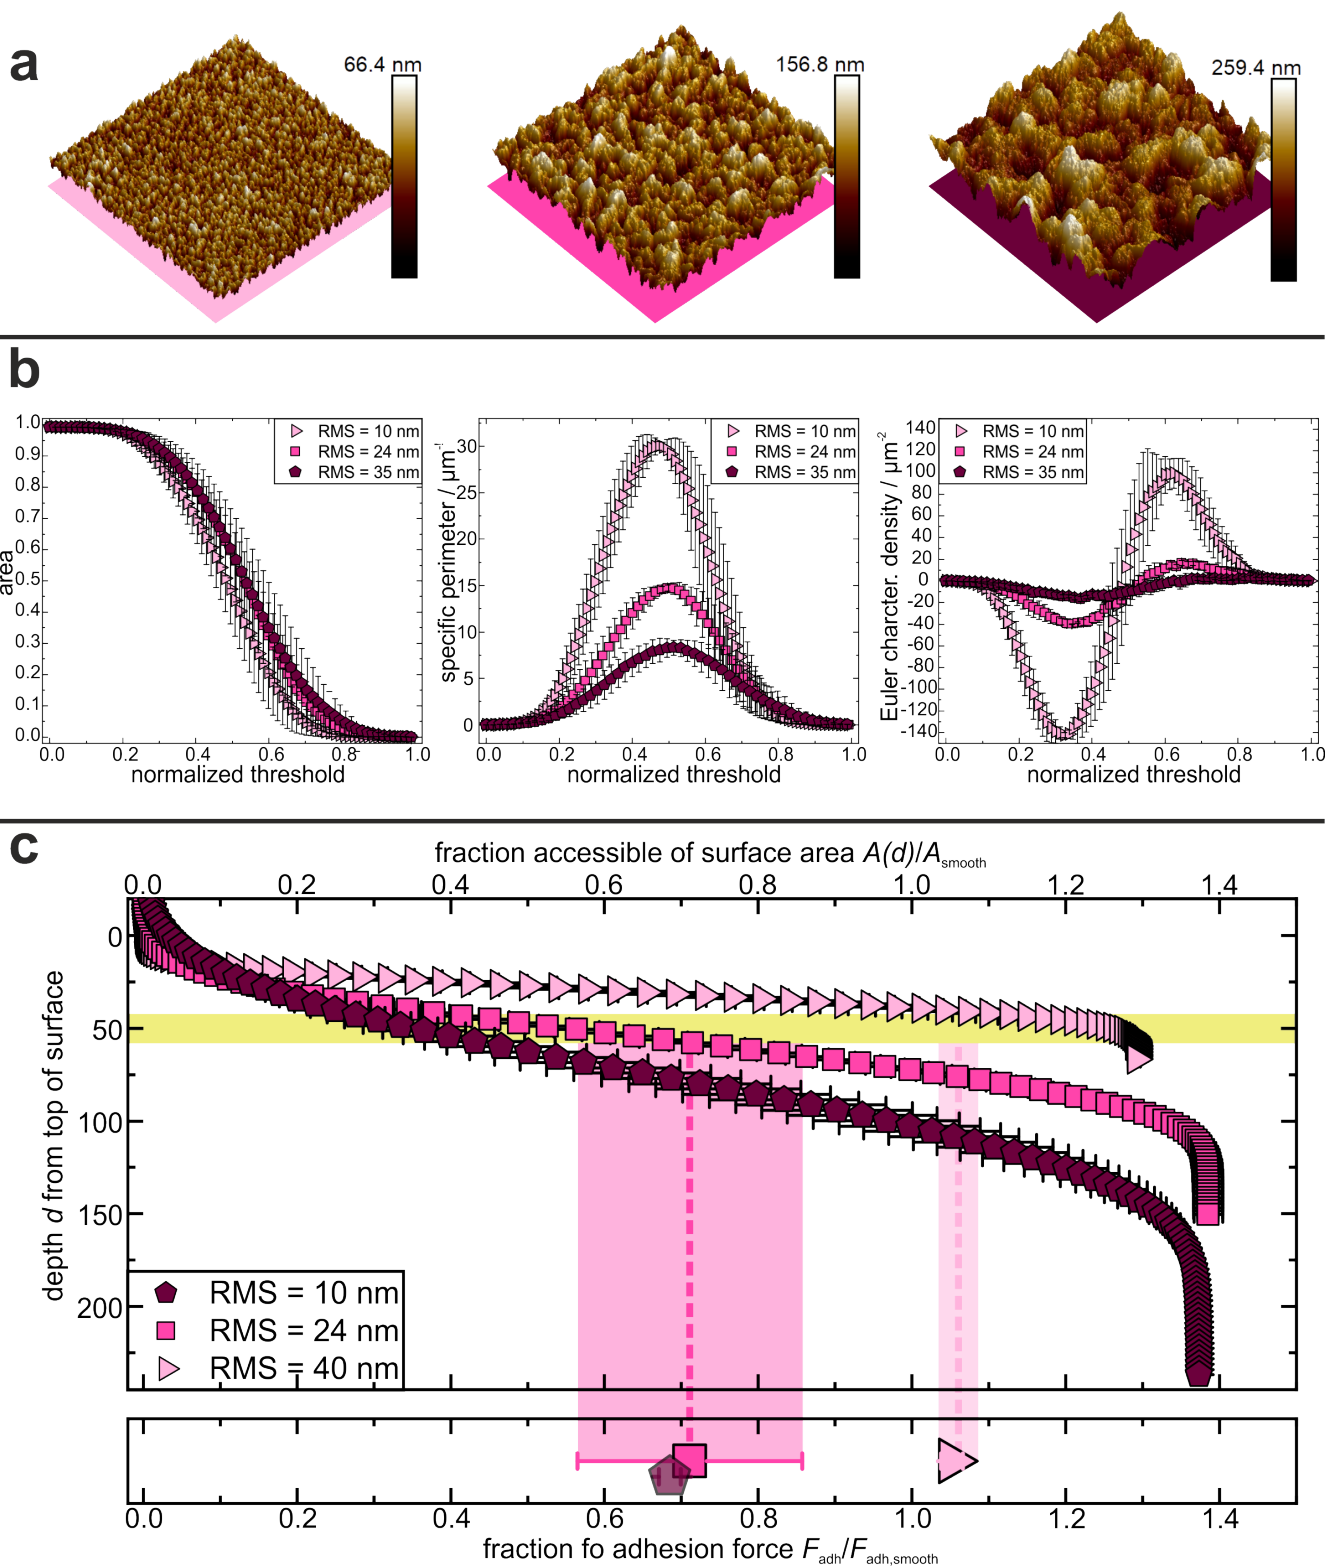 a
66.4 nm
156.8 nm
259.4 nm
b
1.0
0.9
0.8
0.7
0.6
0.5
0.4
0.3
0.2
0.1
0.0
area
RMS = 10 nm
RMS = 24 nm
RMS = 35 nm
0.0 0.2 0.4 0.6 0.8 1.0
normalized threshold
30
25
20
15
10
5
0
specific perimeter / µm⁻¹
RMS = 10 nm
RMS = 24 nm
RMS = 35 nm
0.0 0.2 0.4 0.6 0.8 1.0
normalized threshold
140
120
100
80
60
40
20
0
-20
-40
-60
-80
-100
-120
-140
Euler character. density / µm⁻²
RMS = 10 nm
RMS = 24 nm
RMS = 35 nm
0.0 0.2 0.4 0.6 0.8 1.0
normalized threshold
c
fraction accessible of surface area A(d)/Asmooth
0.0 0.2 0.4 0.6 0.8 1.0 1.2 1.4
0
50
100
150
200
depth d from top of surface
RMS = 10 nm
RMS = 24 nm
RMS = 40 nm
0.0 0.2 0.4 0.6 0.8 1.0 1.2 1.4
fraction fo adhesion force Fadh/Fadh,smooth